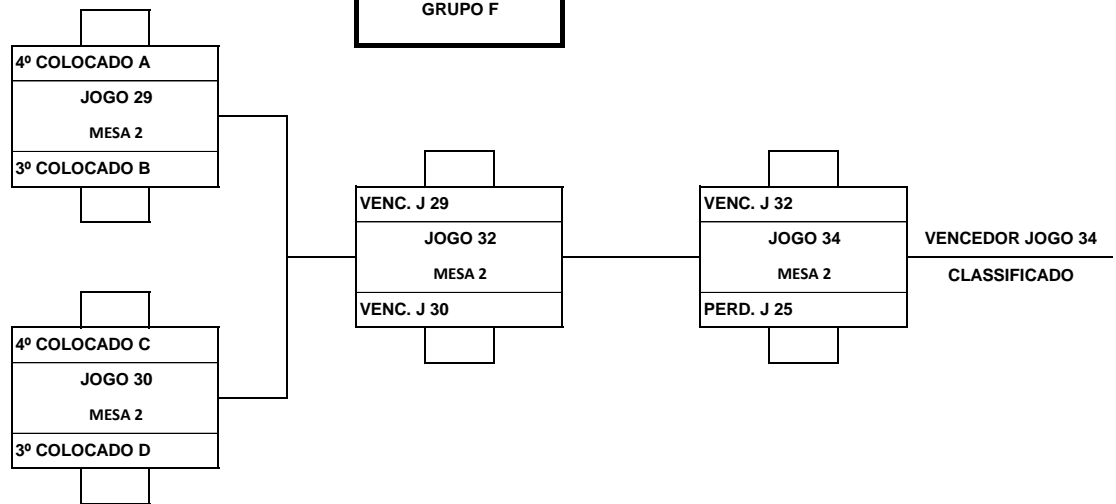 GRUPO F
4º COLOCADO A
JOGO 29
MESA 2
3º COLOCADO B
VENC. J 29
JOGO 32
MESA 2
VENC. J 30
VENC. J 32
JOGO 34
MESA 2
PERD. J 25
VENCEDOR JOGO 34
CLASSIFICADO
4º COLOCADO C
JOGO 30
MESA 2
3º COLOCADO D